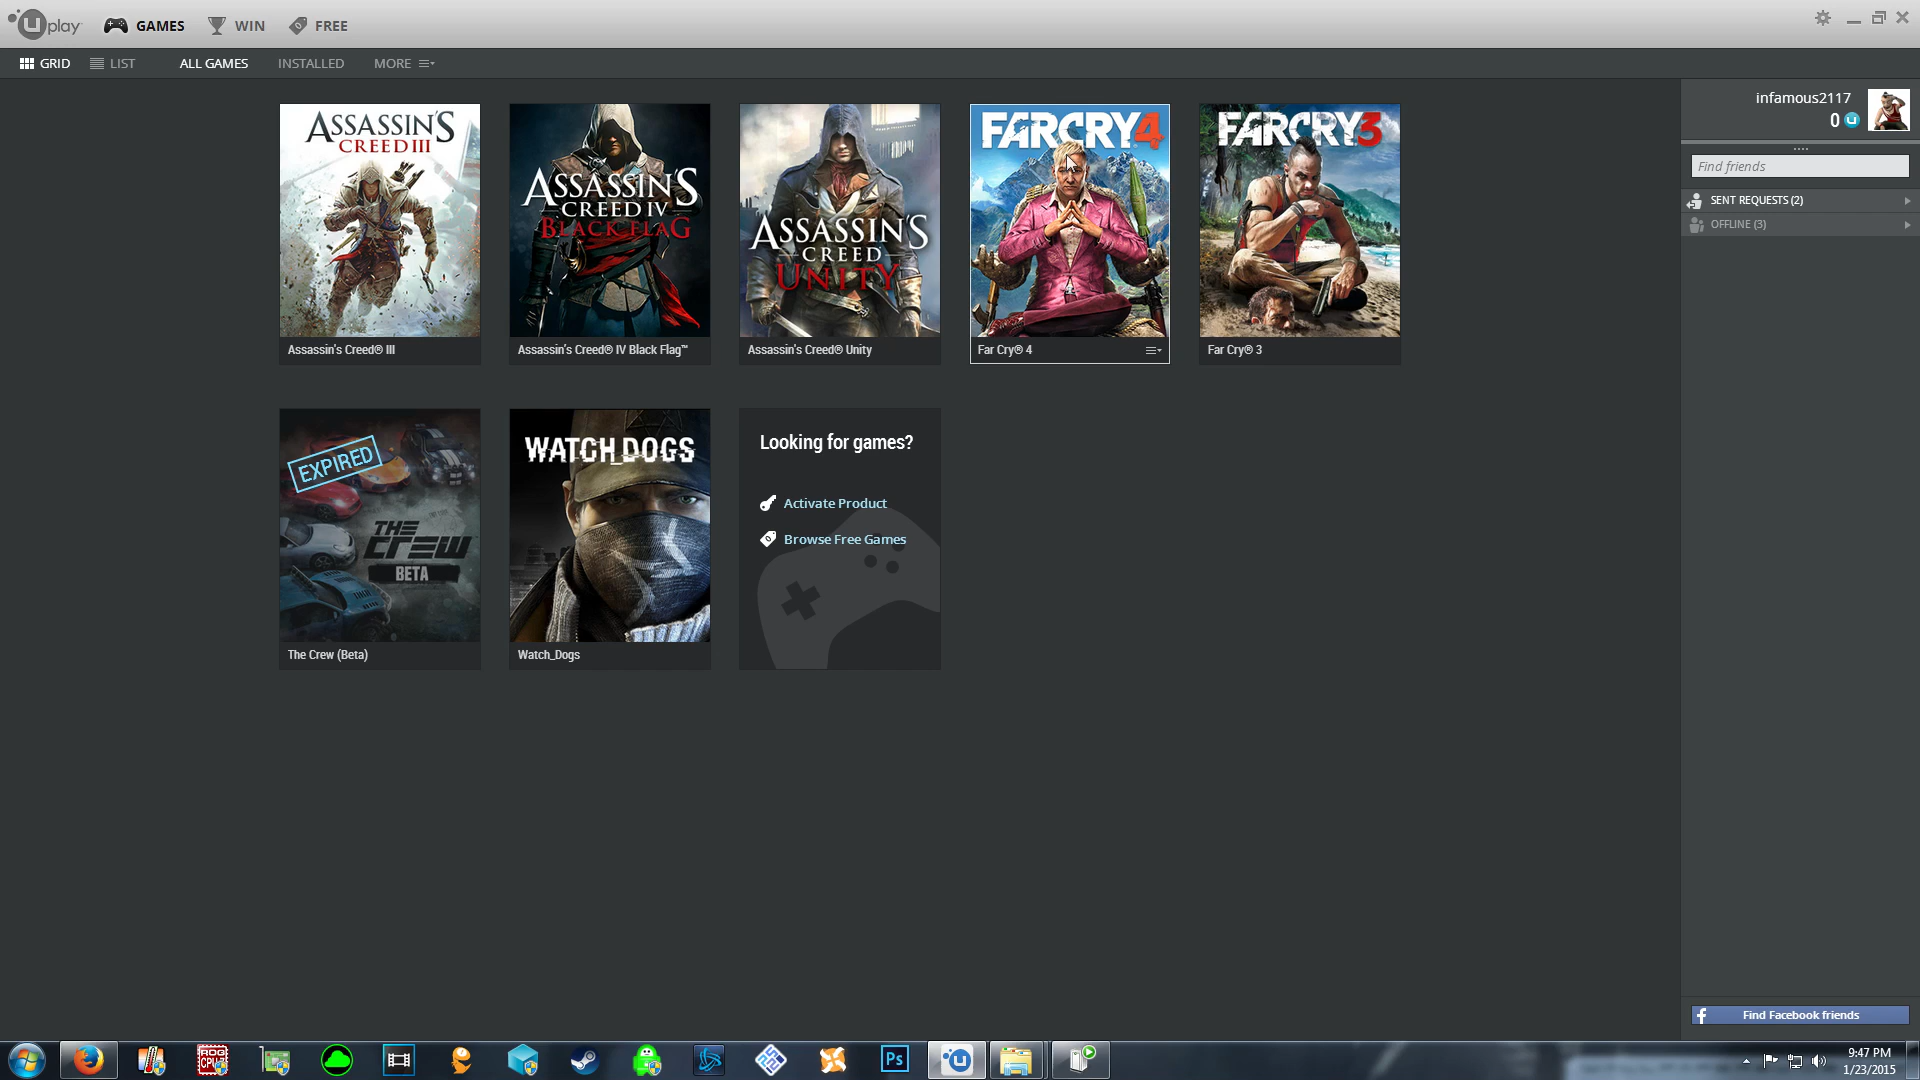 Uplay
GAMES
WIN
FREE
GRID
LIST
ALL GAMES
INSTALLED
MORE
infamous2117
0
Find friends
SENT REQUESTS (2)
OFFLINE (3)
ASSASSIN'S
CREED III
Assassin's Creed® III
ASSASSIN'S
CREED IV
BLACK FLAG
Assassin's Creed® IV Black Flag™
ASSASSIN'S
CREED
UNITY
Assassin's Creed® Unity
FARCRY4
Far Cry® 4
FARCRY3
Far Cry® 3
EXPIRED
THE
CREW
BETA
The Crew (Beta)
WATCH_DOGS
Watch_Dogs
Looking for games?
Activate Product
Browse Free Games
Find Facebook friends
ROG
CPU-Z
Ps
9:47 PM
1/23/2015